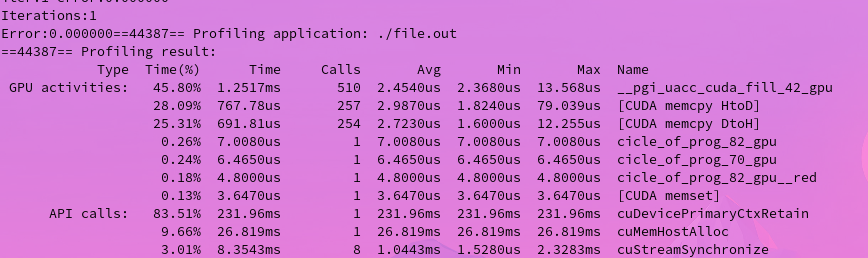 Iterations:1
Error:0.000000==44387== Profiling application: ./file.out
==44387== Profiling result:
Type Time(%) Time Calls Avg Min Max Name
GPU activities: 45.80% 1.2517ms 510 2.4540us 2.3680us 13.568us __pgi_uacc_cuda_fill_42_gpu
28.09% 767.78us 257 2.9870us 1.8240us 79.039us [CUDA memcpy HtoD]
25.31% 691.81us 254 2.7230us 1.6000us 12.255us [CUDA memcpy DtoH]
0.26% 7.0080us 1 7.0080us 7.0080us 7.0080us cicle_of_prog_82_gpu
0.24% 6.4650us 1 6.4650us 6.4650us 6.4650us cicle_of_prog_70_gpu
0.18% 4.8000us 1 4.8000us 4.8000us 4.8000us cicle_of_prog_82_gpu__red
0.13% 3.6470us 1 3.6470us 3.6470us 3.6470us [CUDA memset]
API calls: 83.51% 231.96ms 1 231.96ms 231.96ms 231.96ms cuDevicePrimaryCtxRetain
9.66% 26.819ms 1 26.819ms 26.819ms 26.819ms cuMemHostAlloc
3.01% 8.3543ms 8 1.0443ms 1.5280us 2.3283ms cuStreamSynchronize